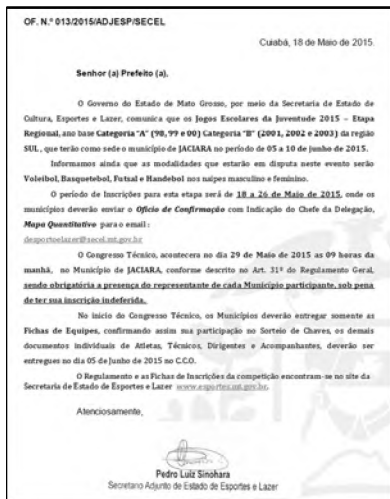 OF. N.º 013/2015/ADJESP/SECEL
Cuiabá, 18 de Maio de 2015.
Senhor (a) Prefeito (a),
O Governo do Estado de Mato Grosso, por meio da Secretaria de Estado de
Cultura, Esportes e Lazer, comunica que os Jogos Escolares da Juventude 2015 – Etapa
Regional, ano base Categoria "A" (98, 99 e 00) Categoria "B" (2001, 2002 e 2003) da região
SUL, que terão como sede o município de JACIARA no período de 05 a 10 de junho de 2015.
Informamos ainda que as modalidades que estarão em disputa neste evento serão
Voleibol, Basquetebol, Futsal e Handebol nos naipes masculino e feminino.
O período de Inscrições para esta etapa será de 18 a 26 de Maio de 2015, onde os
municípios deverão enviar o Ofício de Confirmação com Indicação do Chefe da Delegação,
Mapa Quantitativo para o email:
desportoelazer@secel.mt.gov.br
O Congresso Técnico, acontecera no dia 29 de Maio de 2015 as 09 horas da
manhã, no Município de JACIARA, conforme descrito no Art. 31º do Regulamento Geral,
sendo obrigatória a presença do representante de cada Município participante, sob pena
de ter sua inscrição indeferida.
No inicio do Congresso Técnico, os Municípios deverão entregar somente as
Fichas de Equipes, confirmando assim sua participação no Sorteio de Chaves, os demais
documentos individuais de Atletas, Técnicos, Dirigentes e Acompanhantes, deverão ser
entregues no dia 05 de Junho de 2015 no C.C.O.
O Regulamento e as Fichas de Inscrições da competição encontram-se no site da
Secretaria de Estado de Esportes e Lazer www.esportes.mt.gov.br.
Atenciosamente,
Pedro Luiz Sinohara
Secretario Adjunto de Estado de Esportes e Lazer